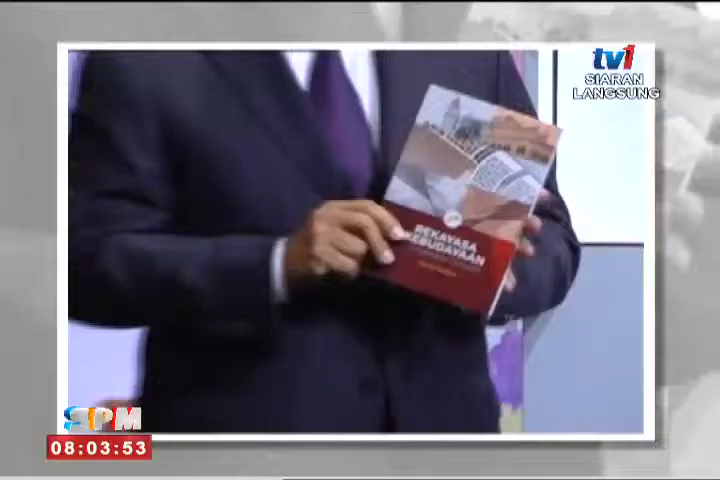 tv1
SIARAN
LANGSUNG
REKAYASA
KEBUDAYAAN
SPM
08:03:53